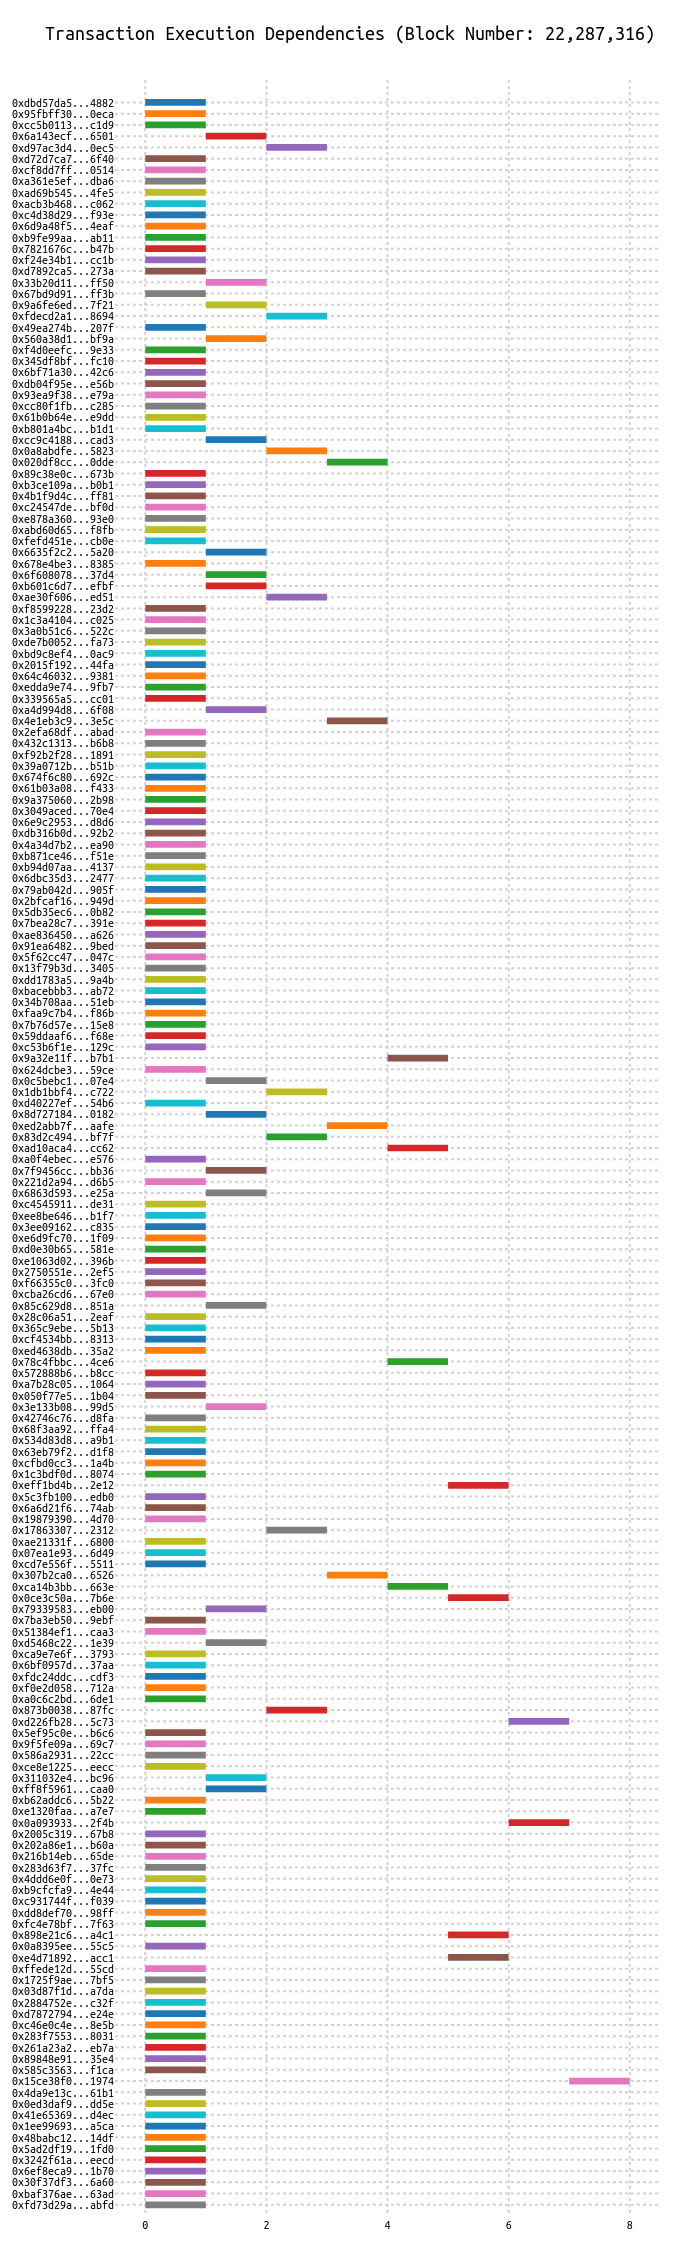 Transaction Execution Dependencies (Block Number: 22,287,316)
0xdbd57da5...4882
0x95fbff30...0eca
0xcc5b0113...c1d9
0x6a143ecf...6501
0xd97ac3d4...0ec5
0xd72d7ca7...6f40
0xcf8dd7ff...0514
0xa361e5ef...dba6
0xad69b545...4fe5
0xacb3b468...c062
0xc4d38d29...f93e
0x6d9a48f5...4eaf
0xb9fe99aa...ab11
0x7821676c...b47b
0xf24e34b1...cc1b
0xd7892ca5...273a
0x33b20d11...ff50
0x67bd9d91...ff3b
0x9a6fe6ed...7f21
0xfdecd2a1...8694
0x49ea274b...207f
0x560a38d1...bf9a
0xf4d0eefc...9e33
0x345df8bf...fc10
0x6bf71a30...42c6
0xdb04f95e...e56b
0x93ea9f38...e79a
0xcc80f1fb...c285
0x61b0b64e...e9dd
0xb801a4bc...b1d1
0xcc9c4188...cad3
0x0a8abdfe...5823
0x020df8cc...0dde
0x89c38e0c...673b
0xb3ce109a...b0b1
0x4b1f9d4c...ff81
0xc24547de...bf0d
0xe878a360...93e0
0xabd60d65...f8fb
0xfefd451e...cb0e
0x6635f2c2...5a20
0x678e4be3...8385
0x6f608078...37d4
0xb601c6d7...efbf
0xae30f606...ed51
0xf8599228...23d2
0x1c3a4104...c025
0x3a0b51c6...522c
0xde7b0052...fa73
0xbd9c8ef4...0ac9
0x2015f192...44fa
0x64c46032...9381
0xedda9e74...9fb7
0x339565a5...cc01
0xa4d994d8...6f08
0x4e1eb3c9...3e5c
0x2efa68df...abad
0x432c1313...b6b8
0xf92b2f28...1891
0x39a0712b...b51b
0x674f6c80...692c
0x61b03a08...f433
0x9a375060...2b98
0x3049aced...70e4
0x6e9c2953...d8d6
0xdb316b0d...92b2
0x4a34d7b2...ea90
0xb871ce46...f51e
0xb94d07aa...4137
0x6dbc35d3...2477
0x79ab042d...905f
0x2bfcaf16...949d
0x5db35ec6...0b82
0x7bea28c7...391e
0xae836450...a626
0x91ea6482...9bed
0x5f62cc47...047c
0x13f79b3d...3405
0xdd1783a5...9a4b
0xbacebbb3...ab72
0x34b708aa...51eb
0xfaa9c7b4...f86b
0x7b76d57e...15e8
0x59ddaaf6...f68e
0xc53b6f1e...129c
0x9a32e11f...b7b1
0x624dcbe3...59ce
0x0c5bebc1...07e4
0x1db1bbf4...c722
0xd40227ef...54b6
0x8d727184...0182
0xed2abb7f...aafe
0x83d2c494...bf7f
0xad10aca4...cc62
0xa0f4ebec...e576
0x7f9456cc...bb36
0x221d2a94...d6b5
0x6863d593...e25a
0xc4545911...de31
0xee8be646...b1f7
0x3ee09162...c835
0xe6d9fc70...1f09
0xd0e30b65...581e
0xe1063d02...396b
0x2750551e...2ef5
0xf66355c0...3fc0
0xcba26cd6...67e0
0x85c629d8...851a
0x28c06a51...2eaf
0x365c9ebe...5b13
0xcf4534bb...8313
0xed4638db...35a2
0x78c4fbbc...4ce6
0x572888b6...b8cc
0xa7b28c05...1064
0x050f77e5...1b04
0x3e133b08...99d5
0x42746c76...d8fa
0x68f3aa92...ffa4
0x534d83d8...a9b1
0x63eb79f2...d1f8
0xcfbd0cc3...1a4b
0x1c3bdf0d...8074
0xeff1bd4b...2e12
0x5c3fb100...edb0
0x6a6d21f6...74ab
0x19879390...4d70
0x17863307...2312
0xae21331f...6800
0x07ea1e93...6d49
0xcd7e556f...5511
0x307b2ca0...6526
0xca14b3bb...663e
0x0ce3c50a...7b6e
0x79339583...eb00
0x7ba3eb50...9ebf
0x51384ef1...caa3
0xd5468c22...1e39
0xca9e7e6f...3793
0x6bf0957d...37aa
0xfdc24ddc...cdf3
0xf0e2d058...712a
0xa0c6c2bd...6de1
0x873b0038...87fc
0xd226fb28...5c73
0x5ef95c0e...b6c6
0x9f5fe09a...69c7
0x586a2931...22cc
0xce8e1225...eecc
0x311032e4...bc96
0xff8f5961...caa0
0xb62addc6...5b22
0xe1320faa...a7e7
0x0a093933...2f4b
0x2005c319...67b8
0x202a86e1...b60a
0x216b14eb...65de
0x283d63f7...37fc
0x4ddd6e0f...0e73
0xb9cfcfa9...4e44
0xc931744f...f039
0xdd8def70...98ff
0xfc4e78bf...7f63
0x898e21c6...a4c1
0x0a8395ee...55c5
0xe4d71892...acc1
0xffede12d...55cd
0x1725f9ae...7bf5
0x03d87f1d...a7da
0x2884752e...c32f
0xd7872794...e24e
0xc46e0c4e...8e5b
0x283f7553...8031
0x261a23a2...eb7a
0x89848e91...35e4
0x585c3563...f1ca
0x15ce38f0...1974
0x4da9e13c...61b1
0x0ed3daf9...dd5e
0x41e65369...d4ec
0x1ee99693...a5ca
0x48babc12...14df
0x5ad2df19...1fd0
0x3242f61a...eecd
0x6ef8eca9...1b70
0x30f37df3...6a60
0xbaf376ae...63ad
0xfd73d29a...abfd
0 2 4 6 8